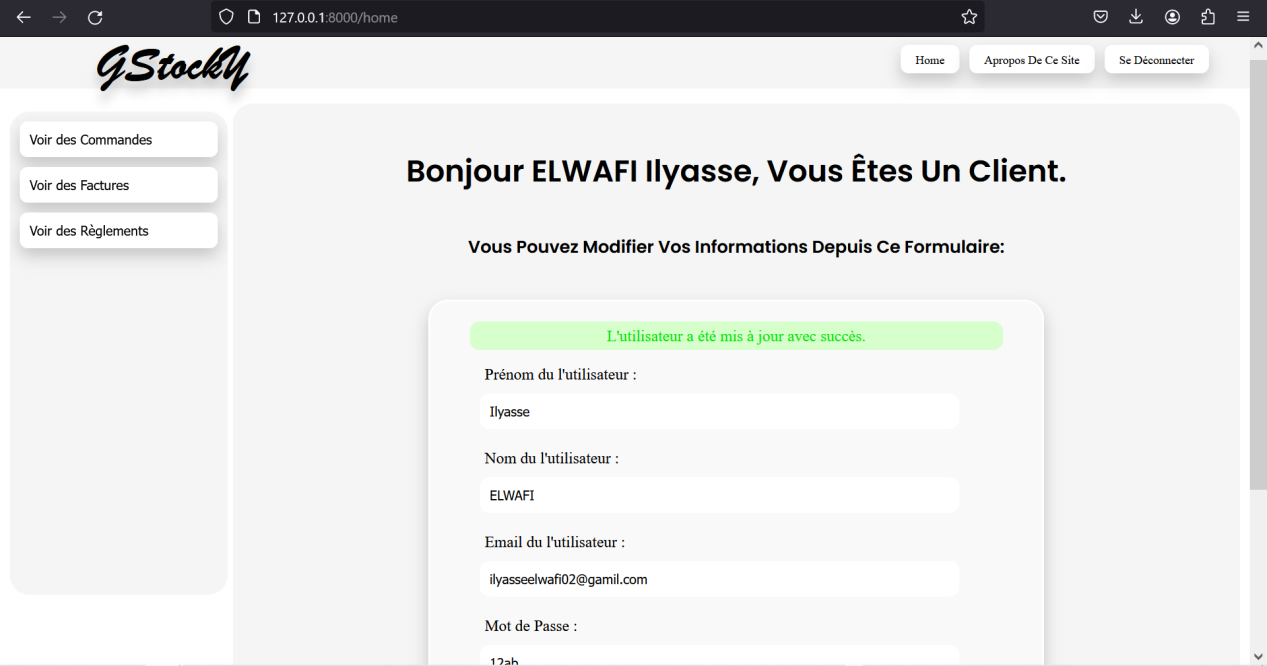 127.0.0.1:8000/home
GStockY
Home
Apropos De Ce Site
Se Déconnecter
Voir des Commandes
Voir des Factures
Voir des Règlements
Bonjour ELWAFI Ilyasse, Vous Êtes Un Client.
Vous Pouvez Modifier Vos Informations Depuis Ce Formulaire:
L'utilisateur a été mis à jour avec succès.
Prénom du l'utilisateur :
Ilyasse
Nom du l'utilisateur :
ELWAFI
Email du l'utilisateur :
ilyasseelwafi02@gamil.com
Mot de Passe :
12ab